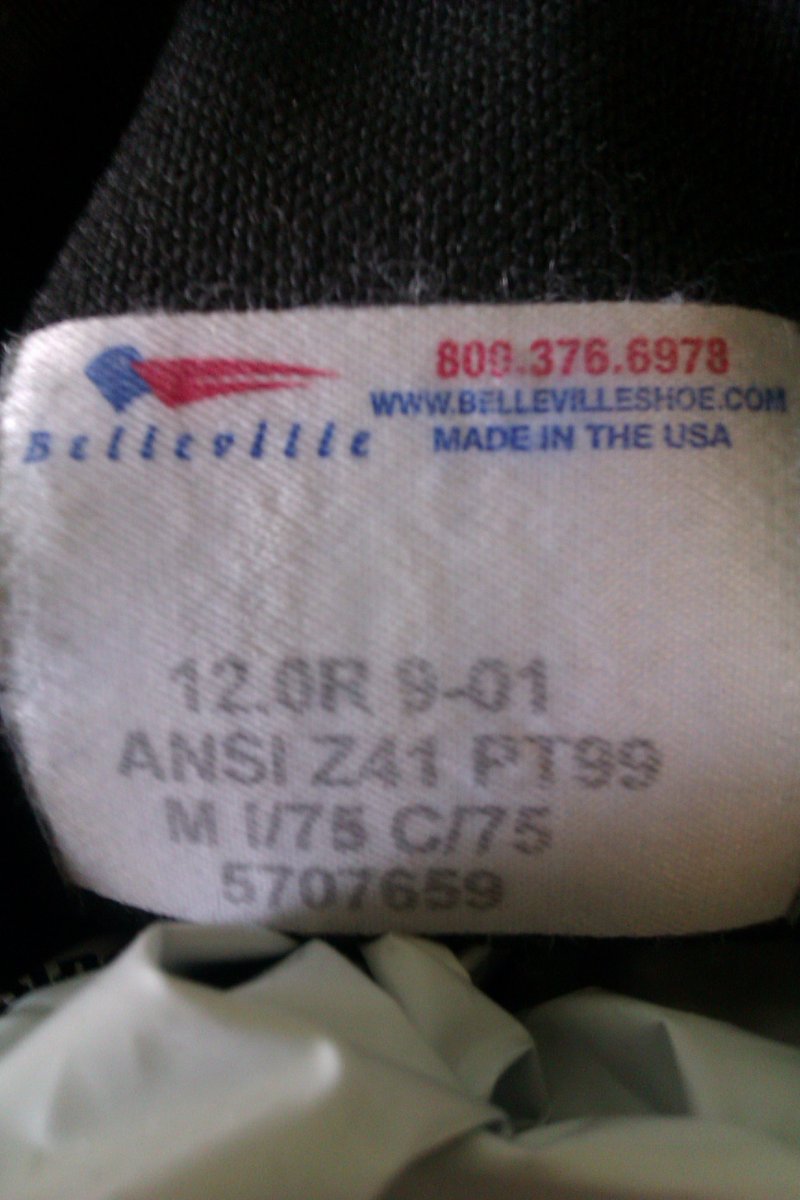 Belleville
800.376.6978
WWW.BELLEVILLESHOE.COM
MADE IN THE USA
12.0R 9-01
ANSI Z41 PT99
M I/75 C/75
5707659